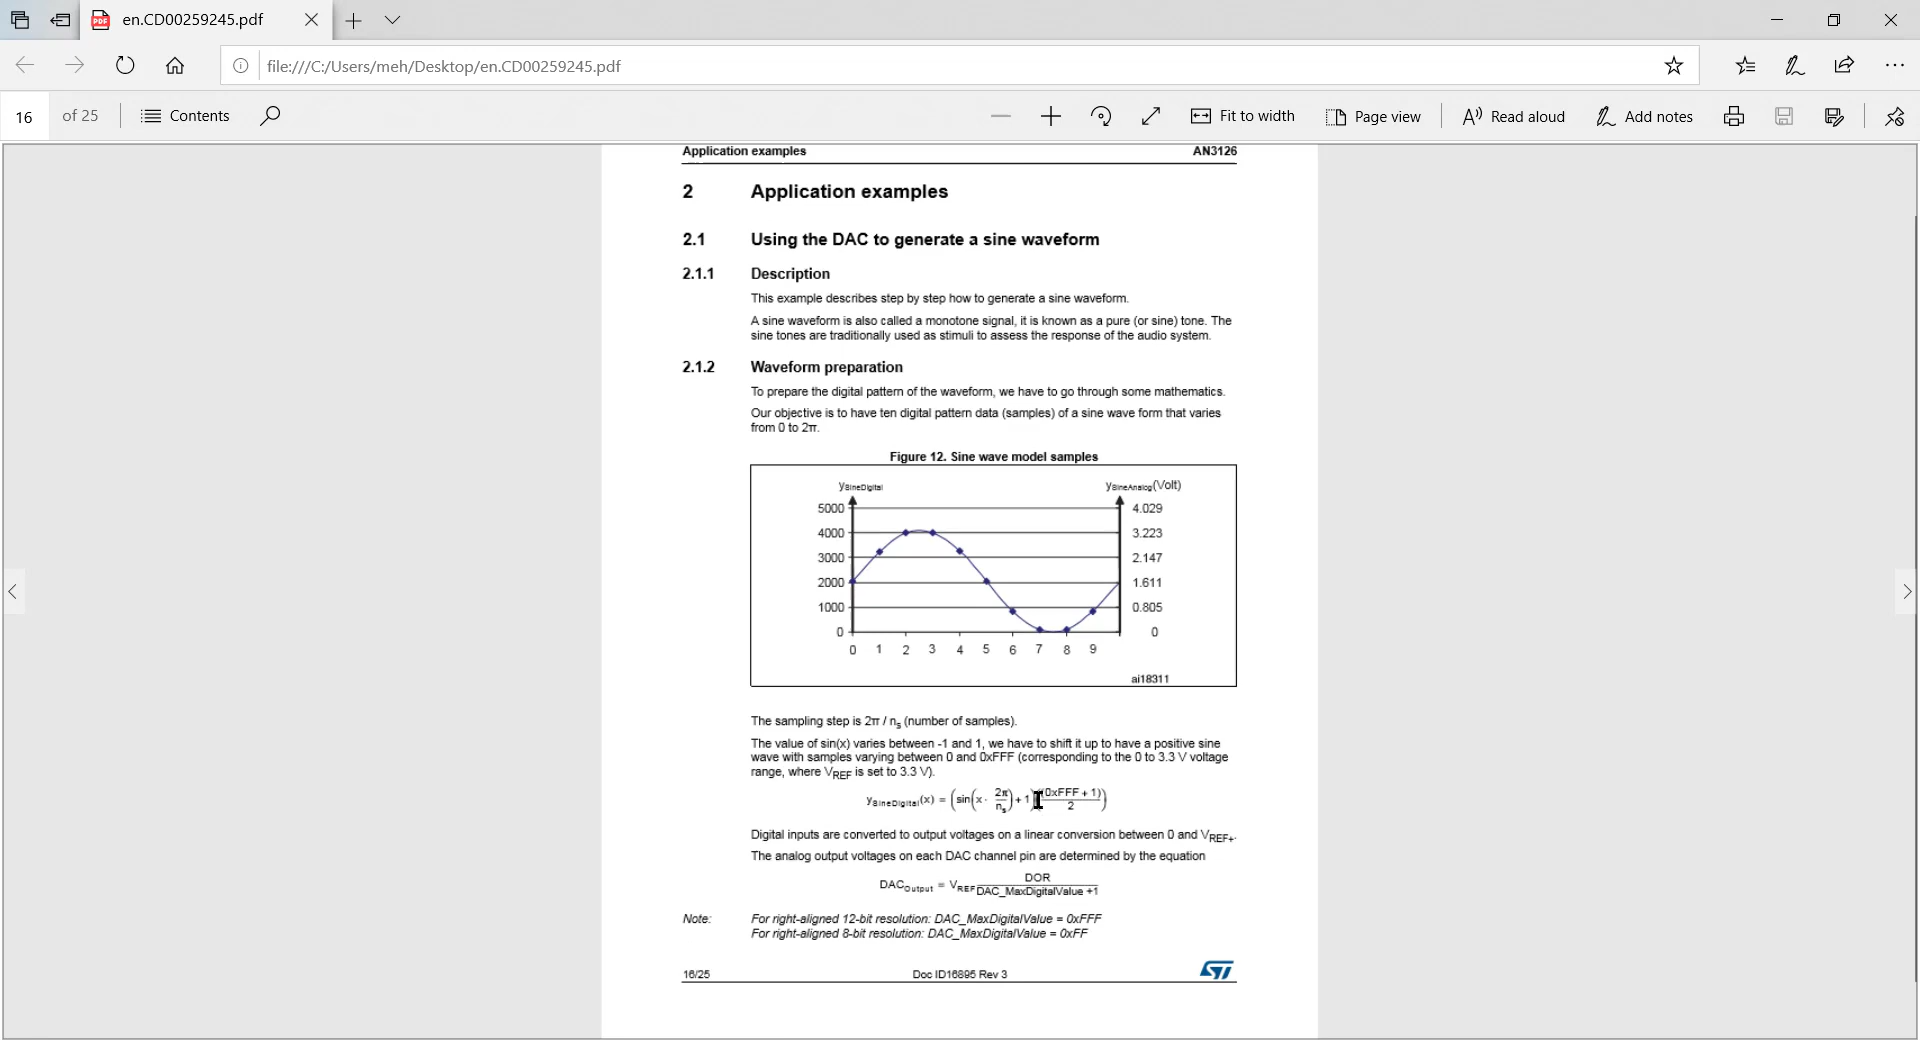 en.CD00259245.pdf
file:///C:/Users/meh/Desktop/en.CD00259245.pdf
16 of 25 Contents Fit to width Page view Read aloud Add notes
Application examples AN3126
2 Application examples
2.1 Using the DAC to generate a sine waveform
2.1.1 Description
This example describes step by step how to generate a sine waveform.
A sine waveform is also called a monotone signal, it is known as a pure (or sine) tone. The
sine tones are traditionally used as stimuli to assess the response of the audio system.
2.1.2 Waveform preparation
To prepare the digital pattern of the waveform, we have to go through some mathematics.
Our objective is to have ten digital pattern data (samples) of a sine wave form that varies
from 0 to 2π.
Figure 12. Sine wave model samples
ySineDigital ySineAnalog(Volt)
5000 4.029
4000 3.223
3000 2.147
2000 1.611
1000 0.805
0 0
0 1 2 3 4 5 6 7 8 9
ai18311
The sampling step is 2π / ns (number of samples).
The value of sin(x) varies between -1 and 1, we have to shift it up to have a positive sine
wave with samples varying between 0 and 0xFFF (corresponding to the 0 to 3.3 V voltage
range, where VREF is set to 3.3 V).
ySineDigital(x) = (sin(x · 2π/ns) + 1)((0xFFF + 1)/2)
Digital inputs are converted to output voltages on a linear conversion between 0 and VREF+.
The analog output voltages on each DAC channel pin are determined by the equation
DACOutput = VREF DOR/DAC_MaxDigitalValue +1
Note: For right-aligned 12-bit resolution: DAC_MaxDigitalValue = 0xFFF
For right-aligned 8-bit resolution: DAC_MaxDigitalValue = 0xFF
16/25 Doc ID16895 Rev 3 ST